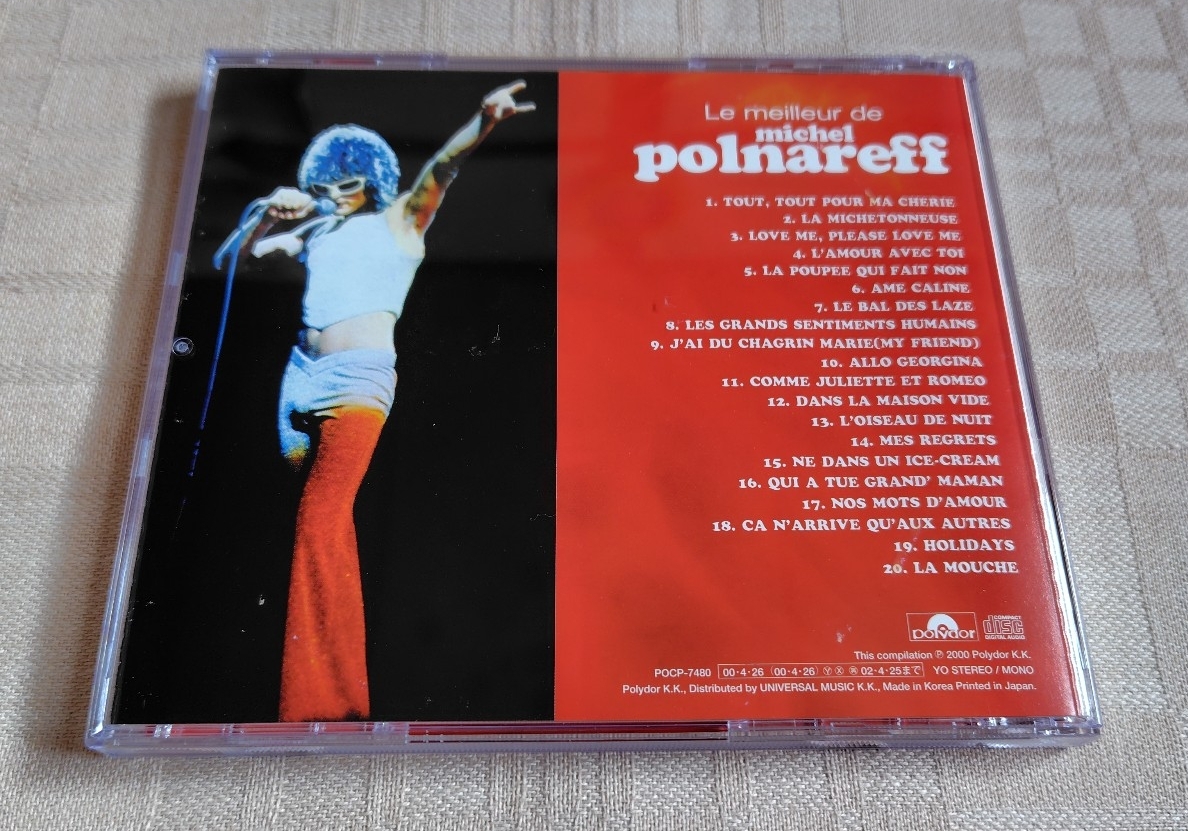 Le meilleur de
michel
polnareff
1. TOUT, TOUT POUR MA CHERIE
2. LA MICHETONNEUSE
3. LOVE ME, PLEASE LOVE ME
4. L'AMOUR AVEC TOI
5. LA POUPEE QUI FAIT NON
6. AME CALINE
7. LE BAL DES LAZE
8. LES GRANDS SENTIMENTS HUMAINS
9. J'AI DU CHAGRIN MARIE(MY FRIEND)
10. ALLO GEORGINA
11. COMME JULIETTE ET ROMEO
12. DANS LA MAISON VIDE
13. L'OISEAU DE NUIT
14. MES REGRETS
15. NE DANS UN ICE-CREAM
16. QUI A TUE GRAND' MAMAN
17. NOS MOTS D'AMOUR
18. CA N'ARRIVE QU'AUX AUTRES
19. HOLIDAYS
20. LA MOUCHE
polydor COMPACT disc DIGITAL AUDIO
This compilation Ⓟ 2000 Polydor K.K.
POCP-7480 00·4·26 (00·4·26 Ⓨ Ⓧ 02·4·25まで YO STEREO / MONO
Polydor K.K., Distributed by UNIVERSAL MUSIC K.K., Made in Korea Printed in Japan.